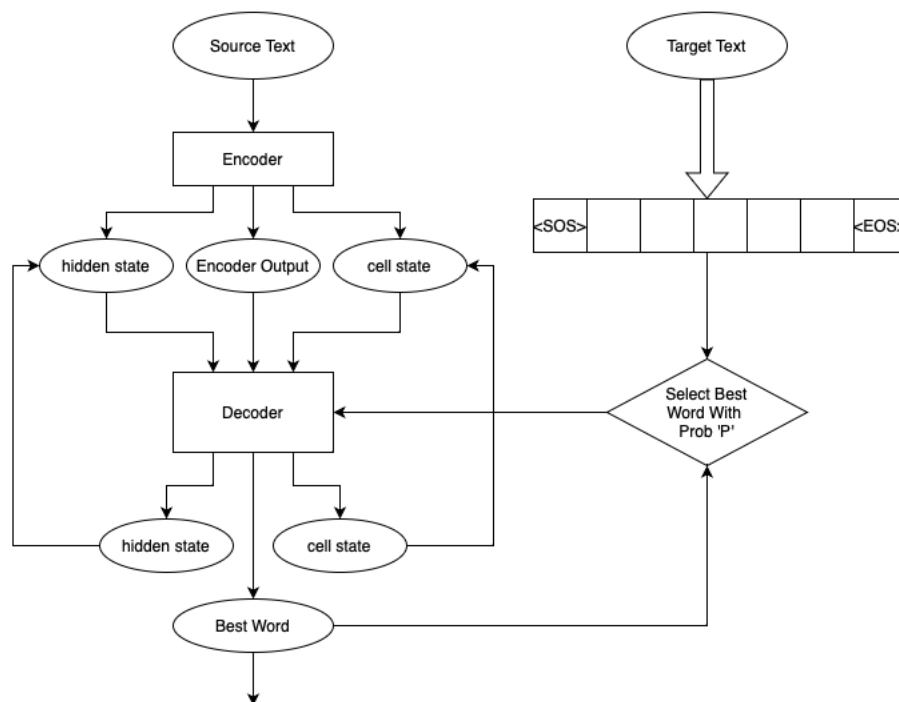 Source Text
Target Text
Encoder
<SOS>
<EOS>
hidden state
Encoder Output
cell state
Decoder
Select Best
Word With
Prob 'P'
hidden state
cell state
Best Word